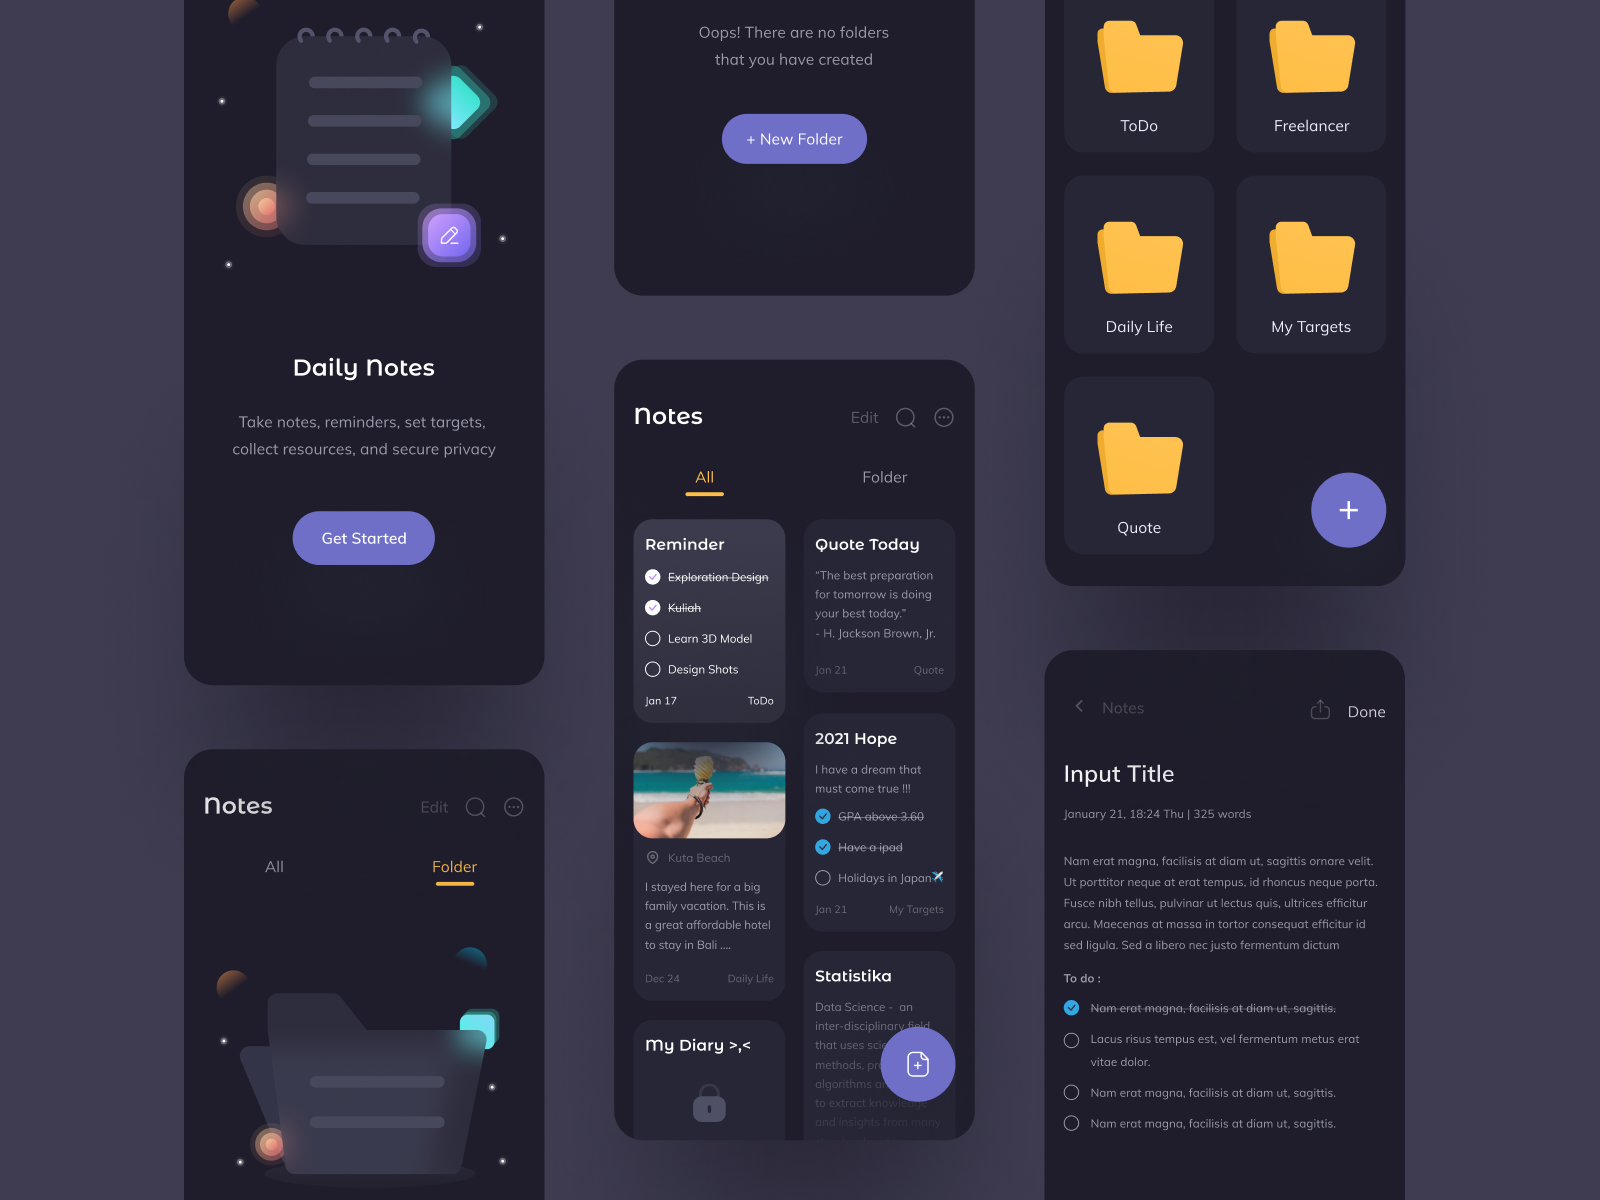 Daily Notes
Take notes, reminders, set targets,
collect resources, and secure privacy
Get Started
Notes
Edit
All
Folder
Oops! There are no folders
that you have created
+ New Folder
Notes
Edit
All
Folder
Reminder
Exploration Design
Kuliah
Learn 3D Model
Design Shots
Jan 17
ToDo
Kuta Beach
I stayed here for a big
family vacation. This is
a great affordable hotel
to stay in Bali ....
Dec 24
Daily Life
My Diary >,<
Quote Today
“The best preparation
for tomorrow is doing
your best today.”
- H. Jackson Brown, Jr.
Jan 21
Quote
2021 Hope
I have a dream that
must come true !!!
GPA above 3.60
Have a ipad
Holidays in Japan✈️
Jan 21
My Targets
Statistika
Data Science - an
inter-disciplinary field
that uses
methods,
algorithms
to extract knowledge
and insights from many
ToDo
Freelancer
Daily Life
My Targets
Quote
Notes
Done
Input Title
January 21, 18:24 Thu | 325 words
Nam erat magna, facilisis at diam ut, sagittis ornare velit.
Ut porttitor neque at erat tempus, id rhoncus neque porta.
Fusce nibh tellus, pulvinar ut lectus quis, ultrices efficitur
arcu. Maecenas at massa in tortor consequat efficitur id
sed ligula. Sed a libero nec justo fermentum dictum
To do :
Nam erat magna, facilisis at diam ut, sagittis.
Lacus risus tempus est, vel fermentum metus erat
vitae dolor.
Nam erat magna, facilisis at diam ut, sagittis.
Nam erat magna, facilisis at diam ut, sagittis.